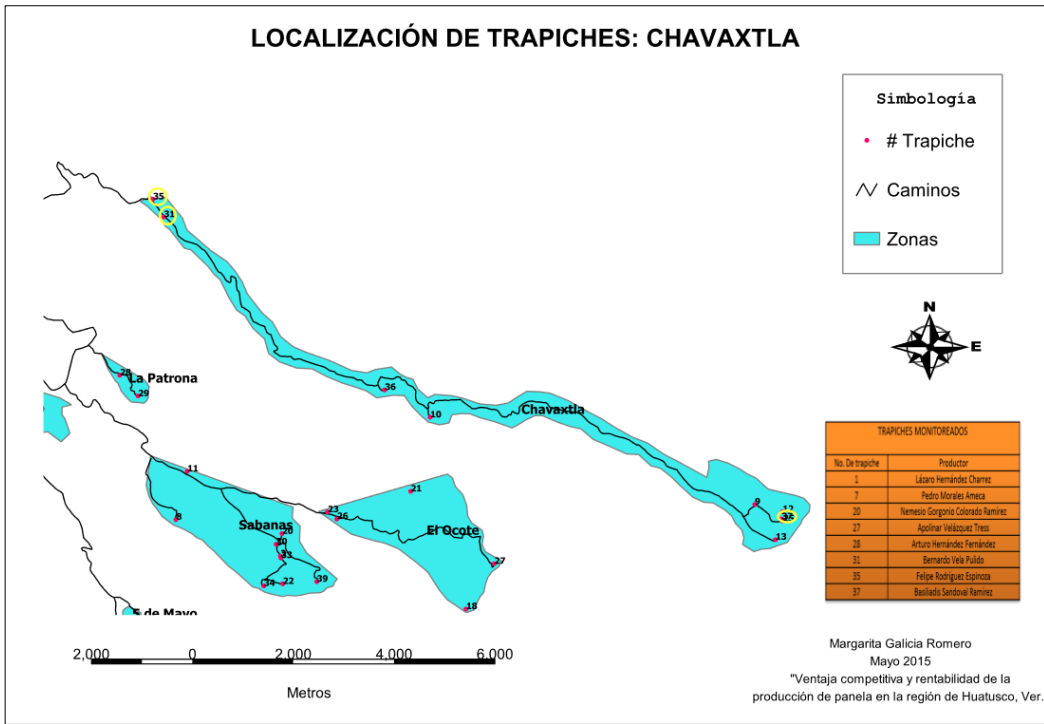 LOCALIZACIÓN DE TRAPICHES: CHAVAXTLA
Simbología
# Trapiche
Caminos
Zonas
35
31
28
La Patrona
29
36
10
Chavaxtla
N
E
11
8
Sabanas
20
33
34
22
39
23
26
21
El Ocote
27
18
9
12
37
13
5 de Mayo
TRAPICHES MONITOREADOS
No. De trapiche Productor
1 Lázaro Hernández Charrez
7 Pedro Morales Ameca
20 Nemesio Gorgonio Colorado Ramírez
27 Apolinar Velázquez Tress
28 Arturo Hernández Fernández
31 Bernardo Vela Pulido
35 Felipe Rodríguez Espinoza
37 Basiliadis Sandoval Ramírez
2,000 0 2,000 4,000 6,000
Metros
Margarita Galicia Romero
Mayo 2015
"Ventaja competitiva y rentabilidad de la
producción de panela en la región de Huatusco, Ver.